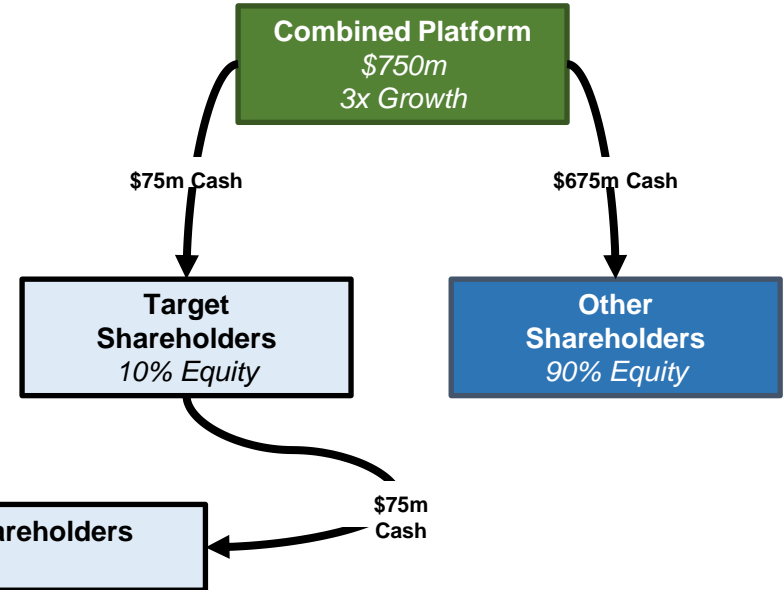 Combined Platform
$750m
3x Growth
$75m Cash
$675m Cash
Target
Shareholders
10% Equity
Other
Shareholders
90% Equity
$75m
Cash